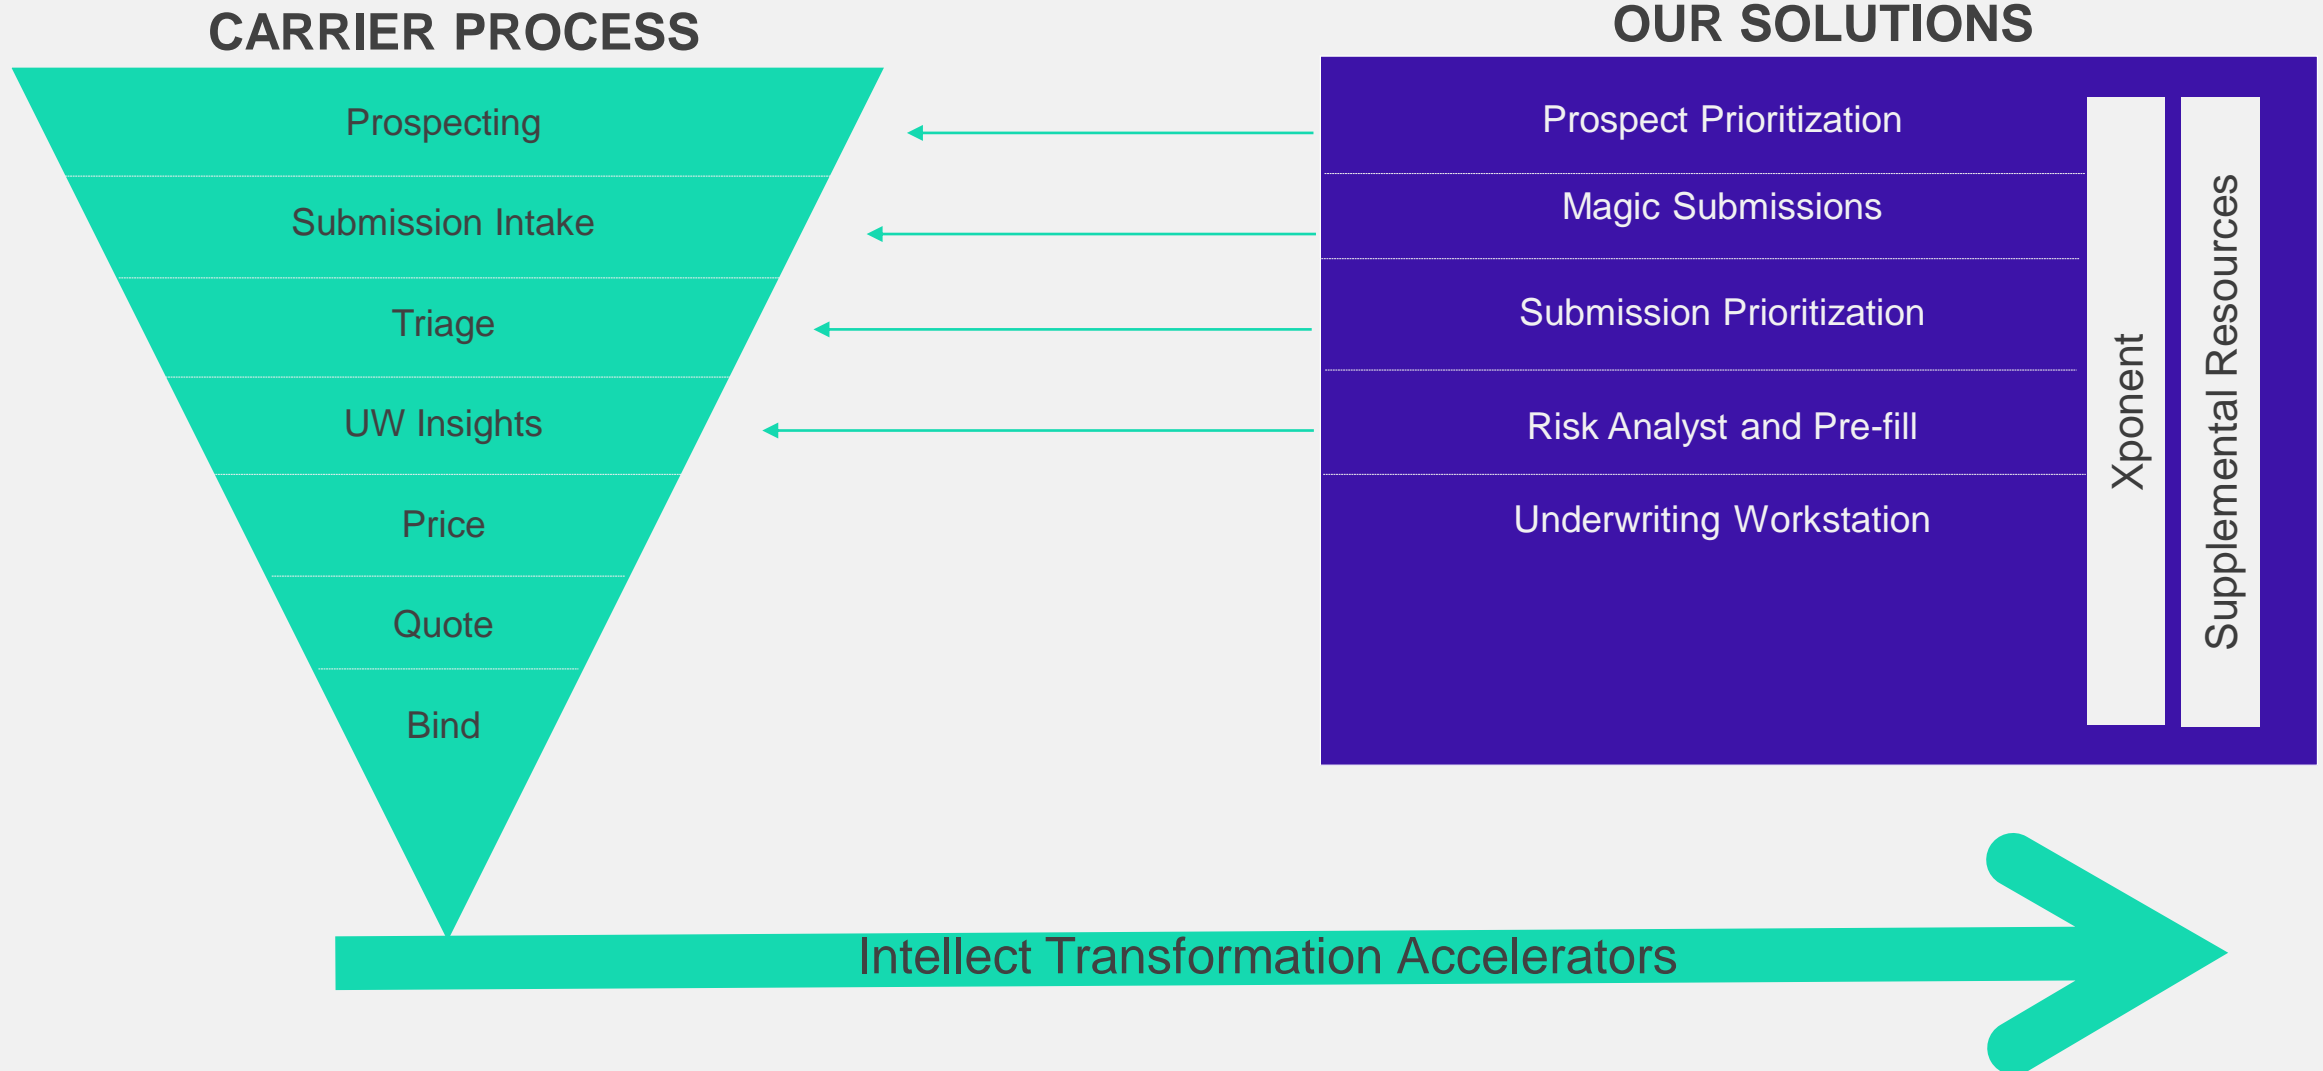 CARRIER PROCESS
Prospecting
Submission Intake
Triage
UW Insights
Price
Quote
Bind
OUR SOLUTIONS
Prospect Prioritization
Magic Submissions
Submission Prioritization
Risk Analyst and Pre-fill
Underwriting Workstation
Xponent
Supplemental Resources
Intellect Transformation Accelerators